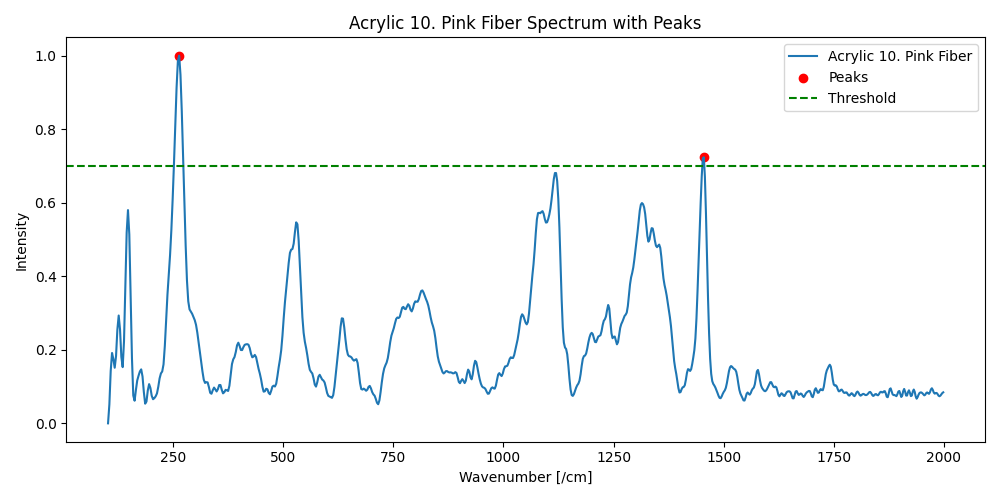 Acrylic 10. Pink Fiber Spectrum with Peaks
Acrylic 10. Pink Fiber
Peaks
Threshold
Intensity
1.0
0.8
0.6
0.4
0.2
0.0
250 500 750 1000 1250 1500 1750 2000
Wavenumber [/cm]